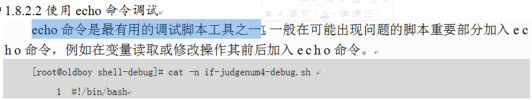 1.8.2.2 使用 echo 命令调试
echo 命令是最有用的调试脚本工具之一，一般在可能出现问题的脚本重要部分加入 ec
ho 命令，例如在变量读取或修改操作其前后加入 echo 命令。
[root@oldboy shell-debug]# cat -n if-judgenum4-debug.sh
1 #!/bin/bash